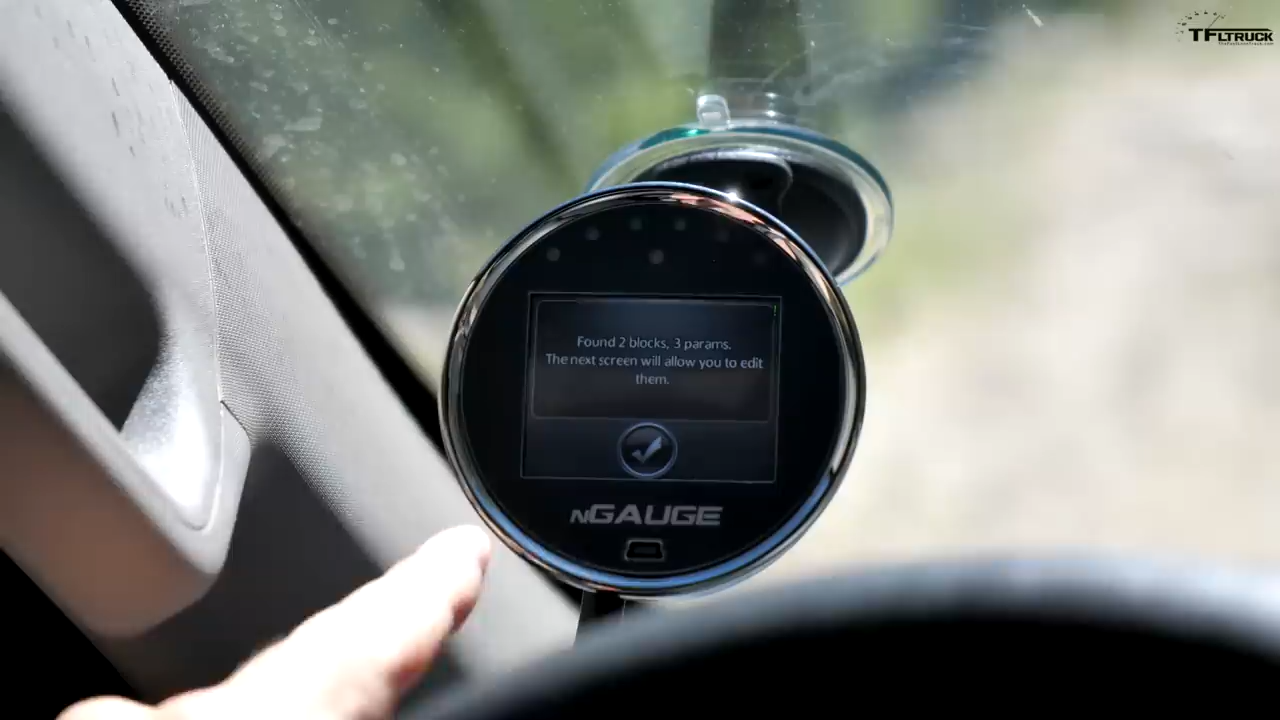 TFLTRUCK
Found 2 blocks, 3 params.
The next screen will allow you to edit
them.
nGAUGE